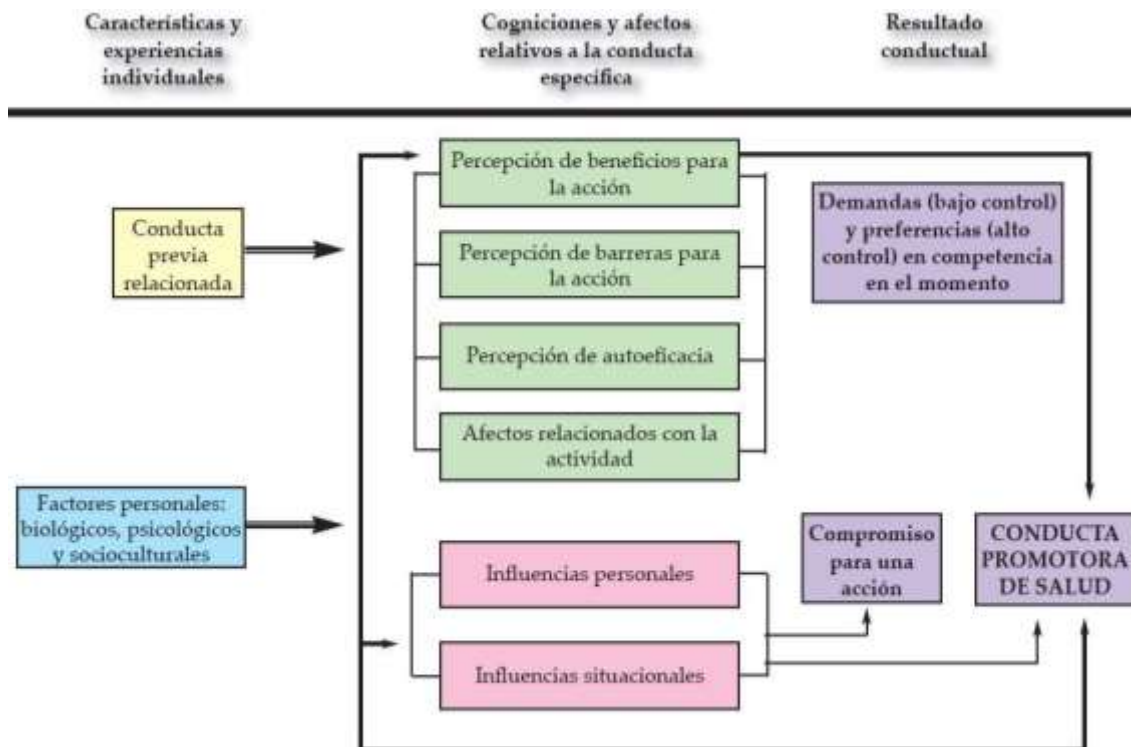 Características y
experiencias
individuales
Cogniciones y afectos
relativos a la conducta
específica
Resultado
conductual
Conducta
previa
relacionada
Factores personales:
biológicos, psicológicos
y socioculturales
Percepción de beneficios para
la acción
Percepción de barreras para
la acción
Percepción de autoeficacia
Afectos relacionados con la
actividad
Influencias personales
Influencias situacionales
Demandas (bajo control)
y preferencias (alto
control) en competencia
en el momento
Compromiso
para una
acción
CONDUCTA
PROMOTORA
DE SALUD